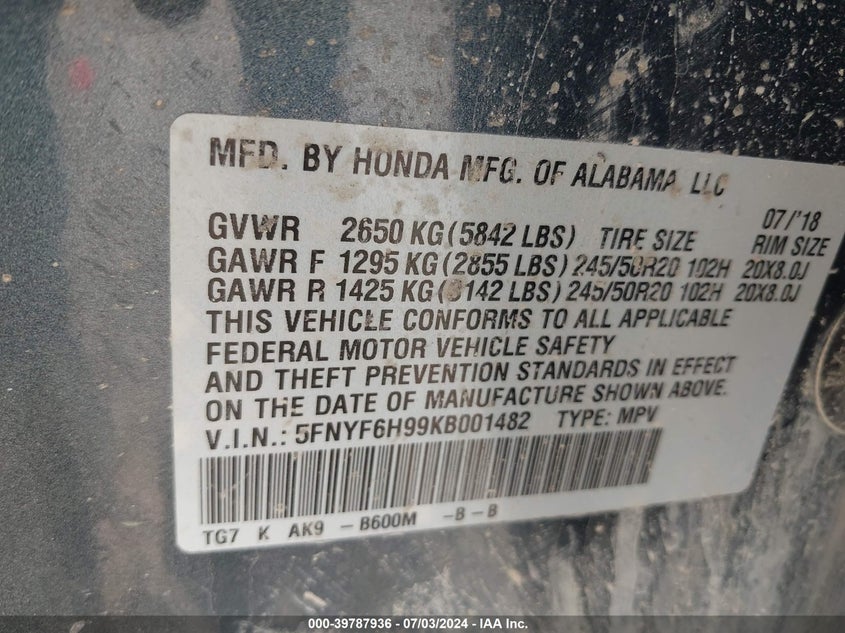 MFD. BY HONDA MFG. OF ALABAMA, LLC
07/'18
GVWR 2650 KG (5842 LBS) TIRE SIZE RIM SIZE
GAWR F 1295 KG (2855 LBS) 245/50R20 102H 20X8.0J
GAWR R 1425 KG (3142 LBS) 245/50R20 102H 20X8.0J
THIS VEHICLE CONFORMS TO ALL APPLICABLE
FEDERAL MOTOR VEHICLE SAFETY
AND THEFT PREVENTION STANDARDS IN EFFECT
ON THE DATE OF MANUFACTURE SHOWN ABOVE.
V.I.N.: 5FNYF6H99KB001482 TYPE: MPV
TG7 K AK9 -B600M -B-B
000-39787936 - 07/03/2024 - IAA Inc.